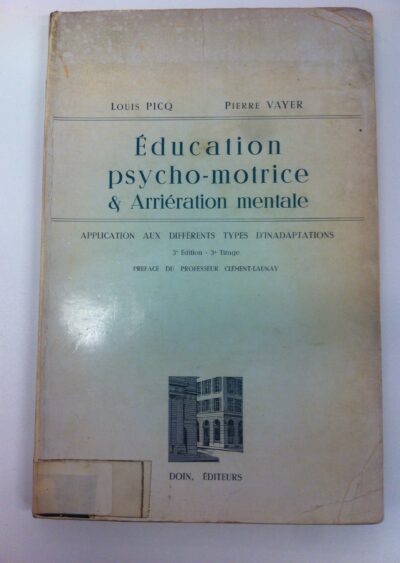 Louis PICQ Pierre VAYER
Éducation
psycho-motrice
& Arriération mentale
APPLICATION AUX DIFFÉRENTS TYPES D'INADAPTATIONS
3e Édition - 3e Tirage
PRÉFACE DU PROFESSEUR CLÉMENT-LAUNAY
DOIN, ÉDITEURS